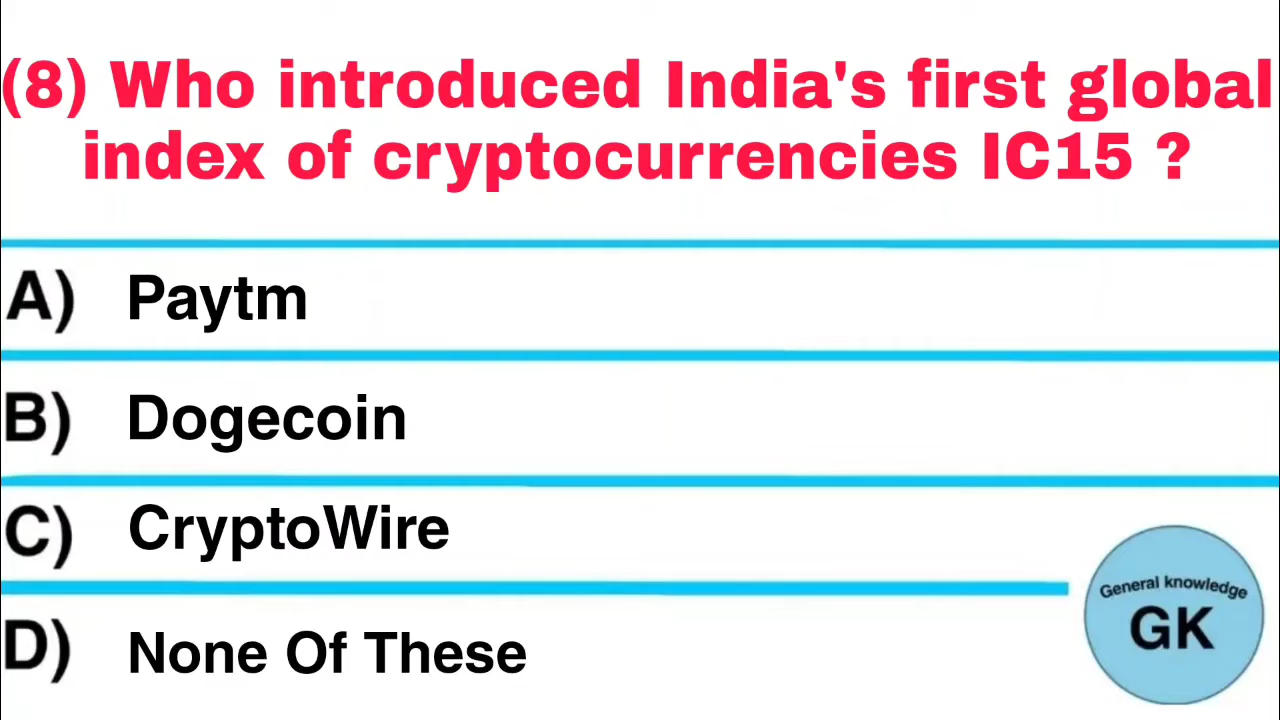 (8) Who introduced India's first global
index of cryptocurrencies IC15 ?
A) Paytm
B) Dogecoin
C) CryptoWire
D) None Of These
General knowledge
GK